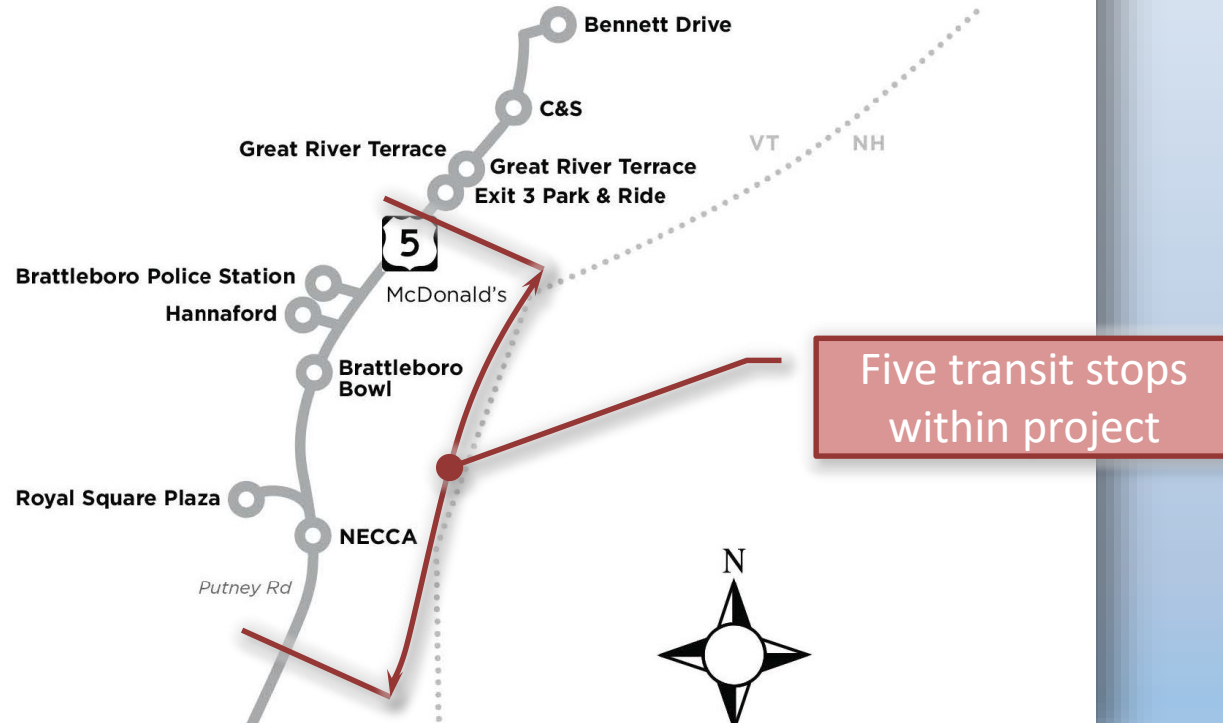 Bennett Drive
C&S
VT
NH
Great River Terrace
Great River Terrace
Exit 3 Park & Ride
5
Brattleboro Police Station
McDonald's
Hannaford
Five transit stops
within project
Brattleboro
Bowl
Royal Square Plaza
NECCA
N
Putney Rd